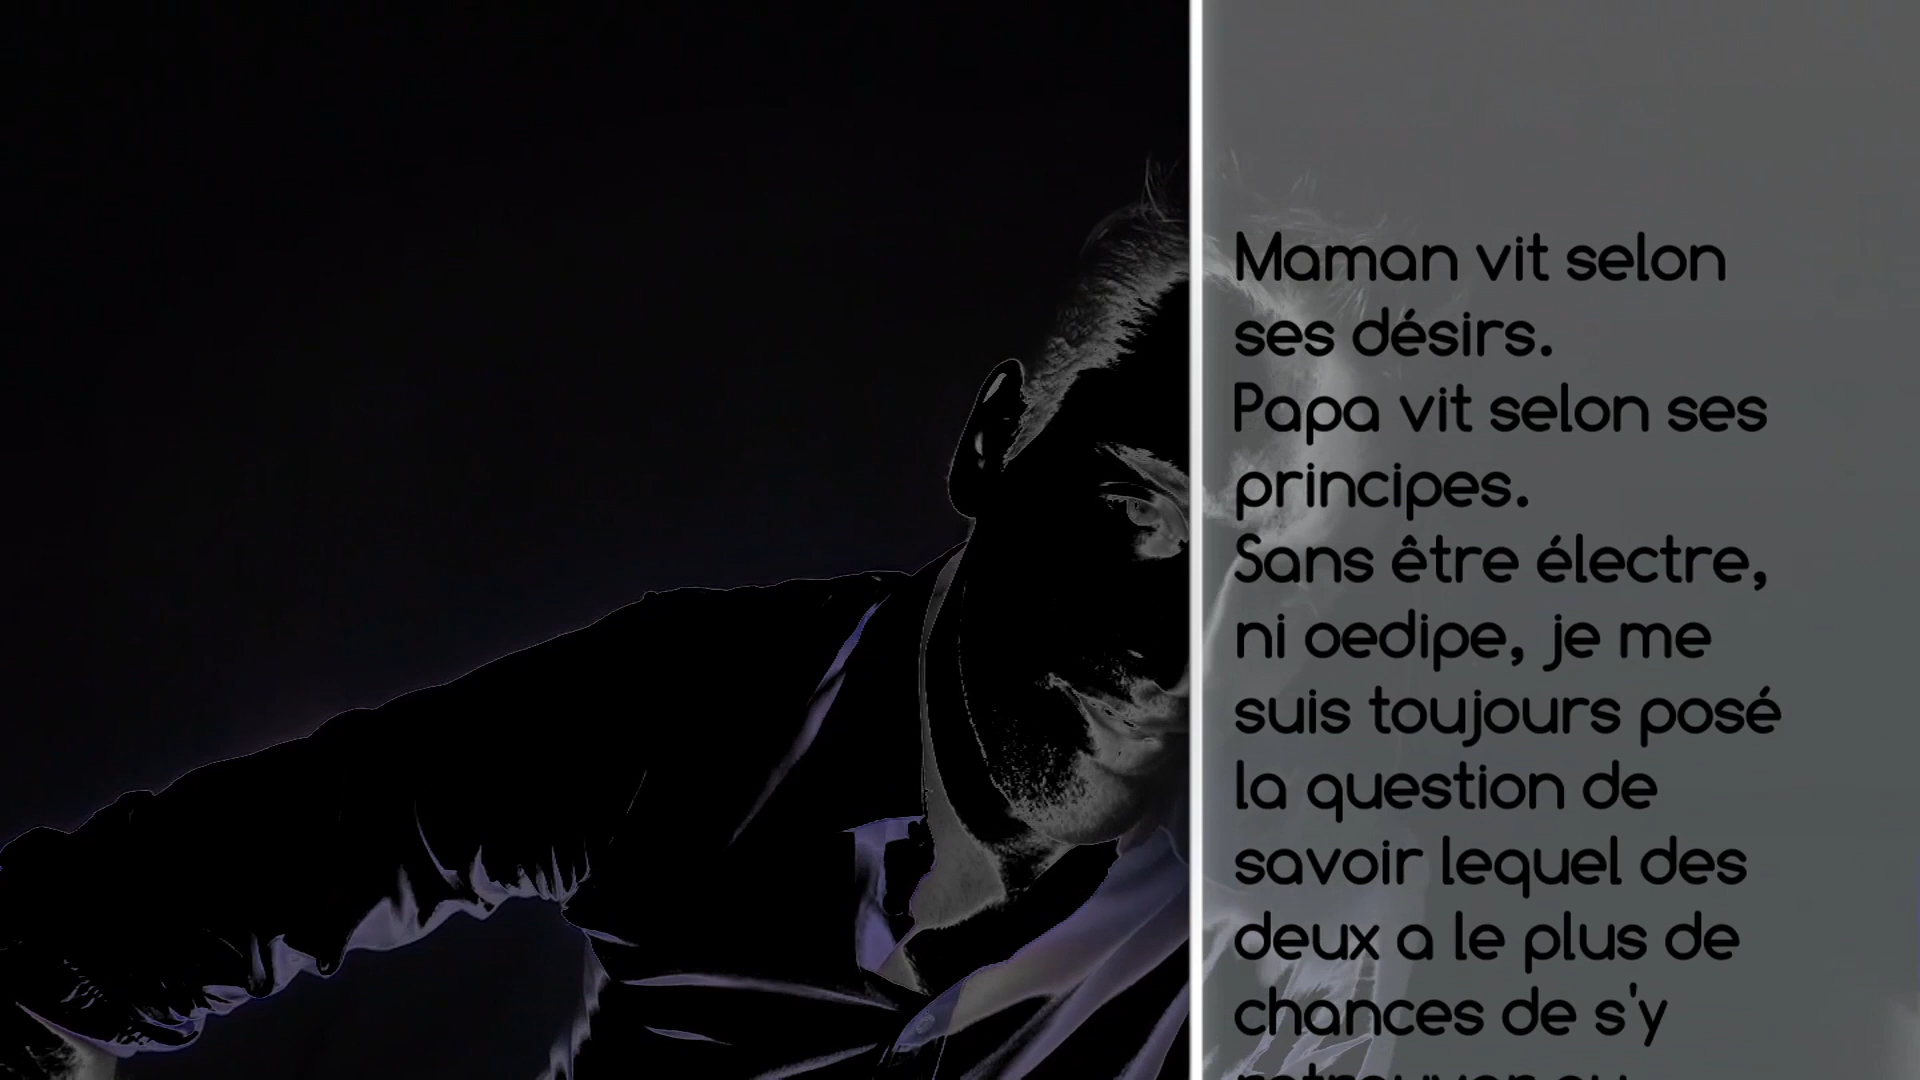 Maman vit selon
ses désirs.
Papa vit selon ses
principes.
Sans être électre,
ni oedipe, je me
suis toujours posé
la question de
savoir lequel des
deux a le plus de
chances de s'y